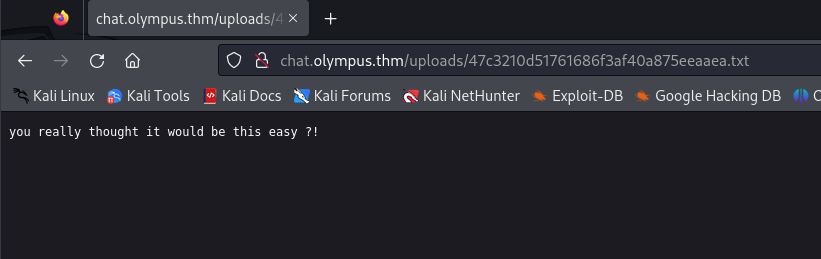 chat.olympus.thm/uploads/4
chat.olympus.thm/uploads/47c3210d51761686f3af40a875eeaaea.txt
Kali Linux Kali Tools Kali Docs Kali Forums Kali NetHunter Exploit-DB Google Hacking DB
you really thought it would be this easy ?!